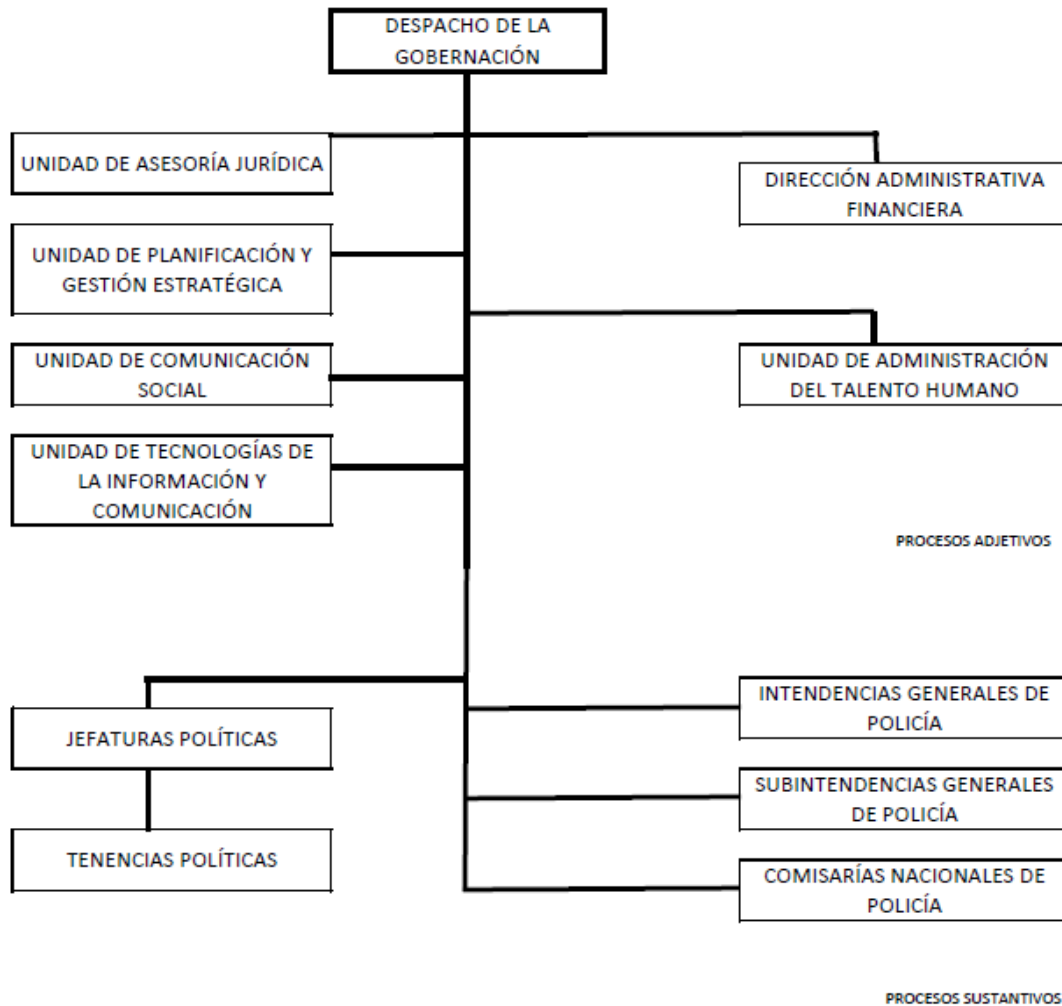 DESPACHO DE LA
GOBERNACIÓN
UNIDAD DE ASESORÍA JURÍDICA
DIRECCIÓN ADMINISTRATIVA
FINANCIERA
UNIDAD DE PLANIFICACIÓN Y
GESTIÓN ESTRATÉGICA
UNIDAD DE COMUNICACIÓN
SOCIAL
UNIDAD DE ADMINISTRACIÓN
DEL TALENTO HUMANO
UNIDAD DE TECNOLOGÍAS DE
LA INFORMACIÓN Y
COMUNICACIÓN
PROCESOS ADJETIVOS
JEFATURAS POLÍTICAS
INTENDENCIAS GENERALES DE
POLICÍA
SUBINTENDENCIAS GENERALES
DE POLICÍA
TENENCIAS POLÍTICAS
COMISARÍAS NACIONALES DE
POLICÍA
PROCESOS SUSTANTIVOS